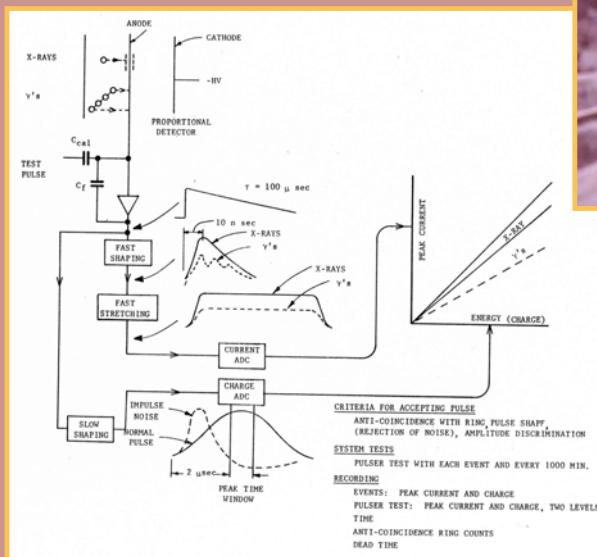 ANODE
CATHODE
X-RAYS
-HV
γ's
PROPORTIONAL
DETECTOR
Ccal
TEST
PULSE
Cf
τ = 100 μ sec
10 n sec
X-RAYS
γ's
FAST
SHAPING
X-RAYS
γ's
FAST
STRETCHING
PEAK CURRENT
X-RAY
γ's
ENERGY (CHARGE)
CURRENT
ADC
CHARGE
ADC
IMPULSE
NOISE
SLOW
SHAPING
NORMAL
PULSE
2 μsec
PEAK TIME
WINDOW
CRITERIA FOR ACCEPTING PULSE
ANTI-COINCIDENCE WITH RING, PULSE SHAPE,
(REJECTION OF NOISE), AMPLITUDE DISCRIMINATION
SYSTEM TESTS
PULSER TEST WITH EACH EVENT AND EVERY 1000 MIN.
RECORDING
EVENTS: PEAK CURRENT AND CHARGE
PULSER TEST: PEAK CURRENT AND CHARGE, TWO LEVELS
TIME
ANTI-COINCIDENCE RING COUNTS
DEAD TIME